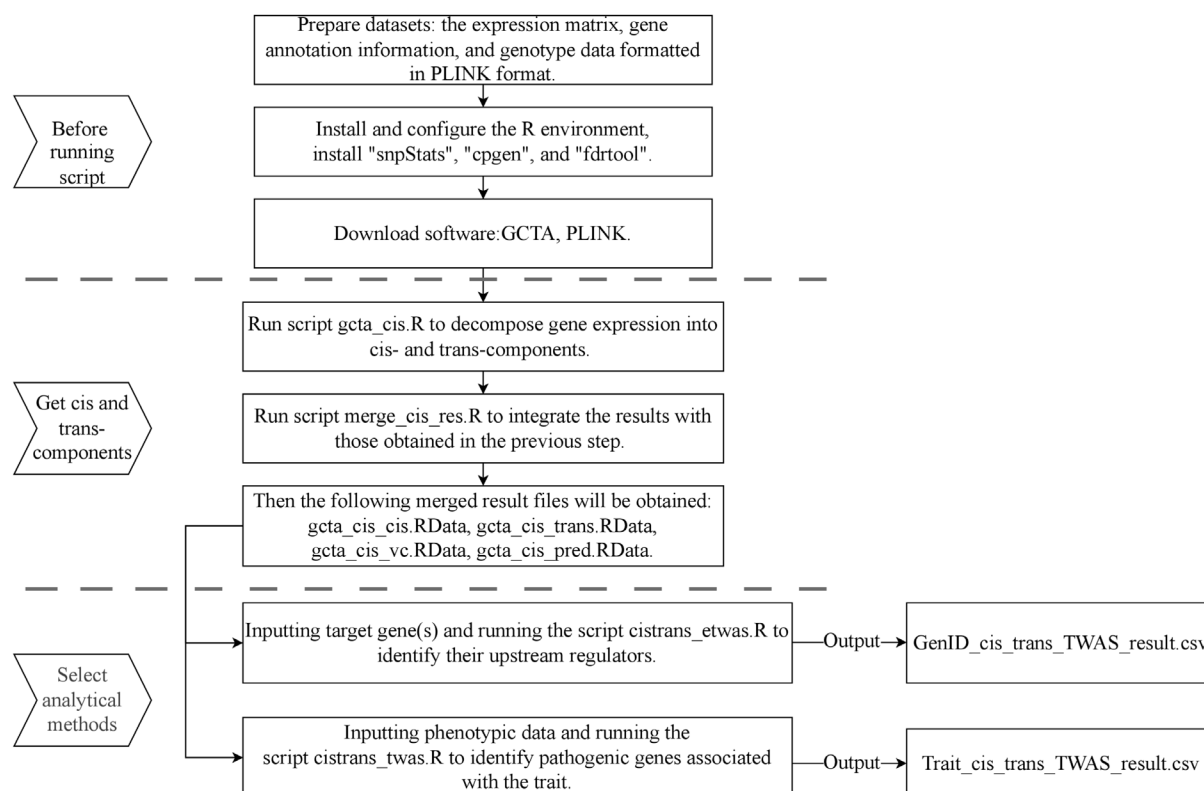 Prepare datasets: the expression matrix, gene
annotation information, and genotype data formatted
in PLINK format.
Before
running
script
Install and configure the R environment,
install "snpStats", "cpgen", and "fdrtool".
Download software:GCTA, PLINK.
Run script gcta_cis.R to decompose gene expression into
cis- and trans-components.
Get cis and
trans-
components
Run script merge_cis_res.R to integrate the results with
those obtained in the previous step.
Then the following merged result files will be obtained:
gcta_cis_cis.RData, gcta_cis_trans.RData,
gcta_cis_vc.RData, gcta_cis_pred.RData.
Select
analytical
methods
Inputting target gene(s) and running the script cistrans_etwas.R to
identify their upstream regulators.
Output
GenID_cis_trans_TWAS_result.csv
Inputting phenotypic data and running the
script cistrans_twas.R to identify pathogenic genes associated
with the trait.
Output
Trait_cis_trans_TWAS_result.csv